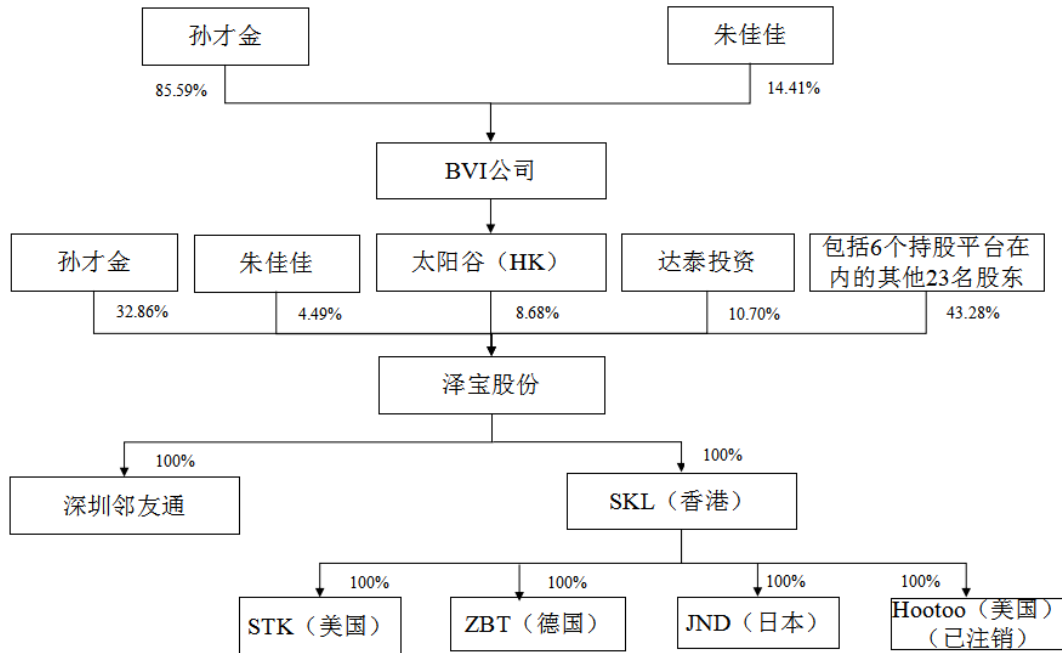 孙才金
朱佳佳
85.59%
14.41%
BVI公司
孙才金
朱佳佳
太阳谷（HK）
达泰投资
包括6个持股平台在
内的其他23名股东
32.86%
4.49%
8.68%
10.70%
43.28%
泽宝股份
100%
100%
深圳邻友通
SKL（香港）
100%
100%
100%
100%
STK（美国）
ZBT（德国）
JND（日本）
Hootoo（美国）
（已注销）